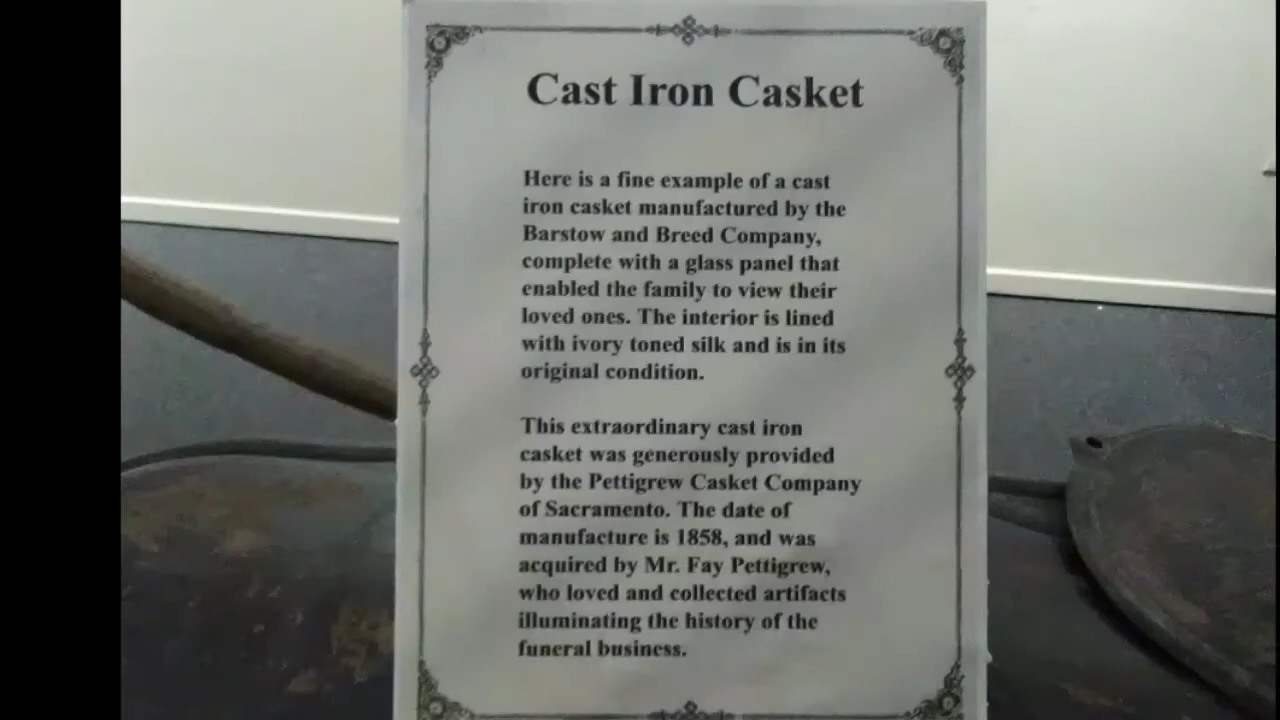 Cast Iron Casket
Here is a fine example of a cast
iron casket manufactured by the
Barstow and Breed Company,
complete with a glass panel that
enabled the family to view their
loved ones. The interior is lined
with ivory toned silk and is in its
original condition.
This extraordinary cast iron
casket was generously provided
by the Pettigrew Casket Company
of Sacramento. The date of
manufacture is 1858, and was
acquired by Mr. Fay Pettigrew,
who loved and collected artifacts
illuminating the history of the
funeral business.